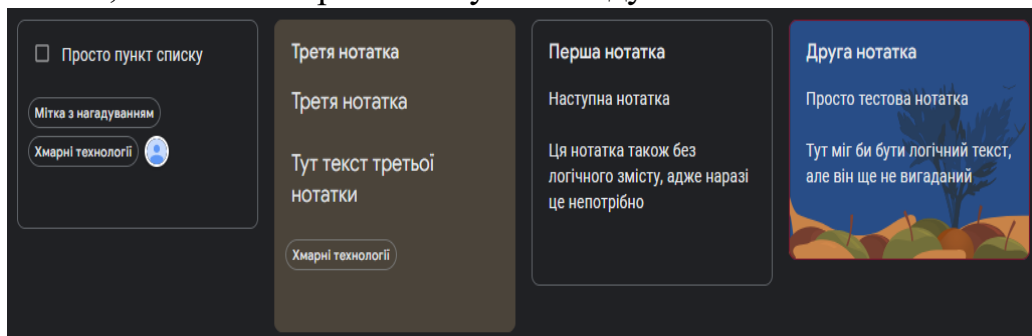 Просто пункт списку
Мітка з нагадуванням
Хмарні технології
Третя нотатка
Третя нотатка
Тут текст третьої
нотатки
Хмарні технології
Перша нотатка
Наступна нотатка
Ця нотатка також без
логічного змісту, адже наразі
це непотрібно
Друга нотатка
Просто тестова нотатка
Тут міг би бути логічний текст,
але він ще не вигаданий